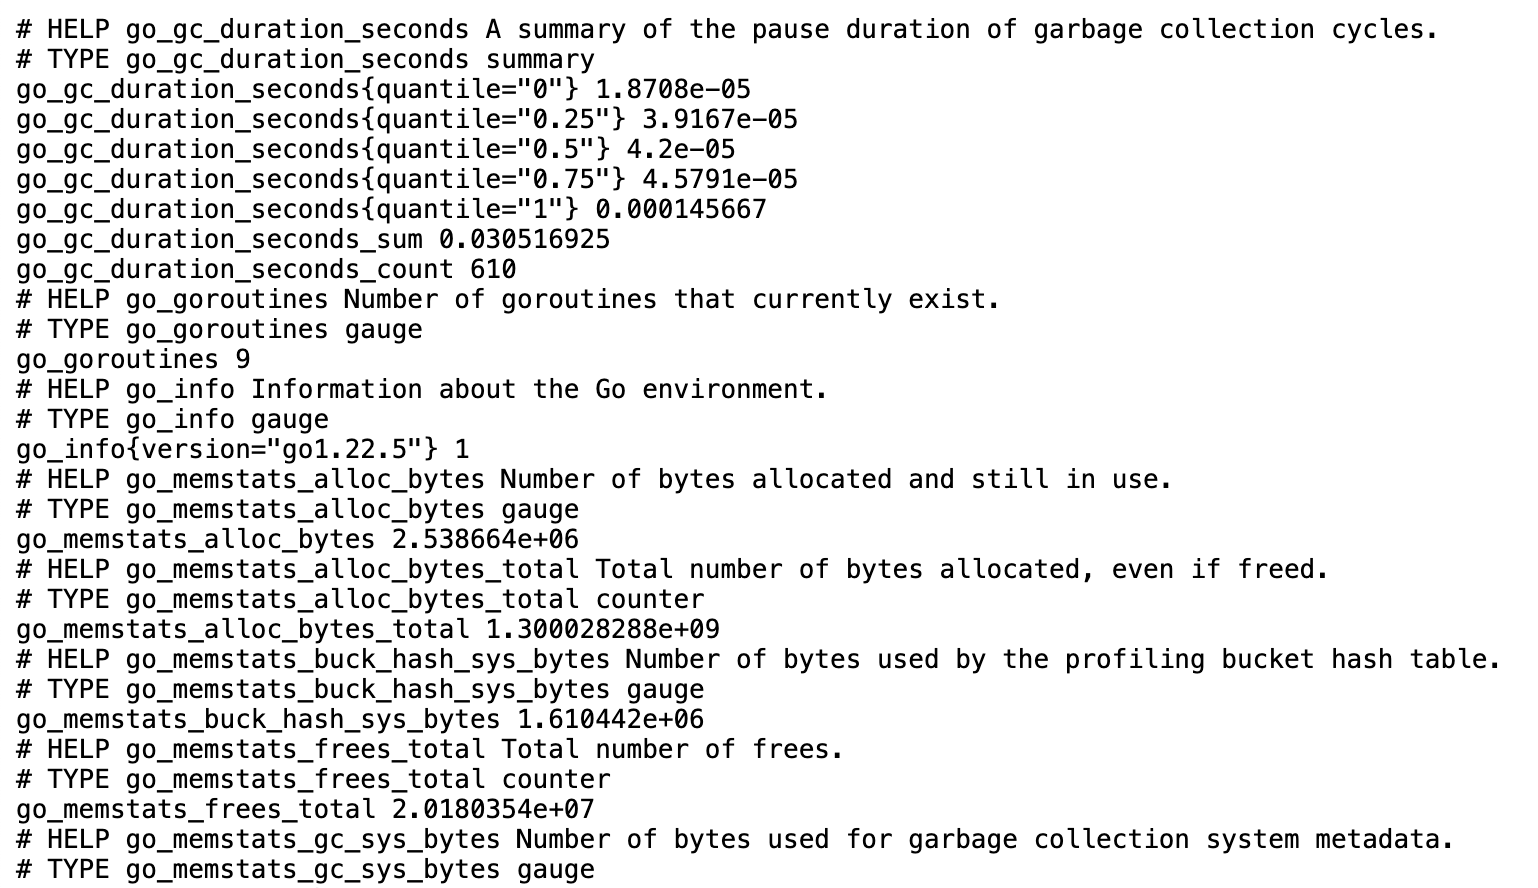 # HELP go_gc_duration_seconds A summary of the pause duration of garbage collection cycles.
# TYPE go_gc_duration_seconds summary
go_gc_duration_seconds{quantile="0"} 1.8708e-05
go_gc_duration_seconds{quantile="0.25"} 3.9167e-05
go_gc_duration_seconds{quantile="0.5"} 4.2e-05
go_gc_duration_seconds{quantile="0.75"} 4.5791e-05
go_gc_duration_seconds{quantile="1"} 0.000145667
go_gc_duration_seconds_sum 0.030516925
go_gc_duration_seconds_count 610
# HELP go_goroutines Number of goroutines that currently exist.
# TYPE go_goroutines gauge
go_goroutines 9
# HELP go_info Information about the Go environment.
# TYPE go_info gauge
go_info{version="go1.22.5"} 1
# HELP go_memstats_alloc_bytes Number of bytes allocated and still in use.
# TYPE go_memstats_alloc_bytes gauge
go_memstats_alloc_bytes 2.538664e+06
# HELP go_memstats_alloc_bytes_total Total number of bytes allocated, even if freed.
# TYPE go_memstats_alloc_bytes_total counter
go_memstats_alloc_bytes_total 1.300028288e+09
# HELP go_memstats_buck_hash_sys_bytes Number of bytes used by the profiling bucket hash table.
# TYPE go_memstats_buck_hash_sys_bytes gauge
go_memstats_buck_hash_sys_bytes 1.610442e+06
# HELP go_memstats_frees_total Total number of frees.
# TYPE go_memstats_frees_total counter
go_memstats_frees_total 2.0180354e+07
# HELP go_memstats_gc_sys_bytes Number of bytes used for garbage collection system metadata.
# TYPE go_memstats_gc_sys_bytes gauge